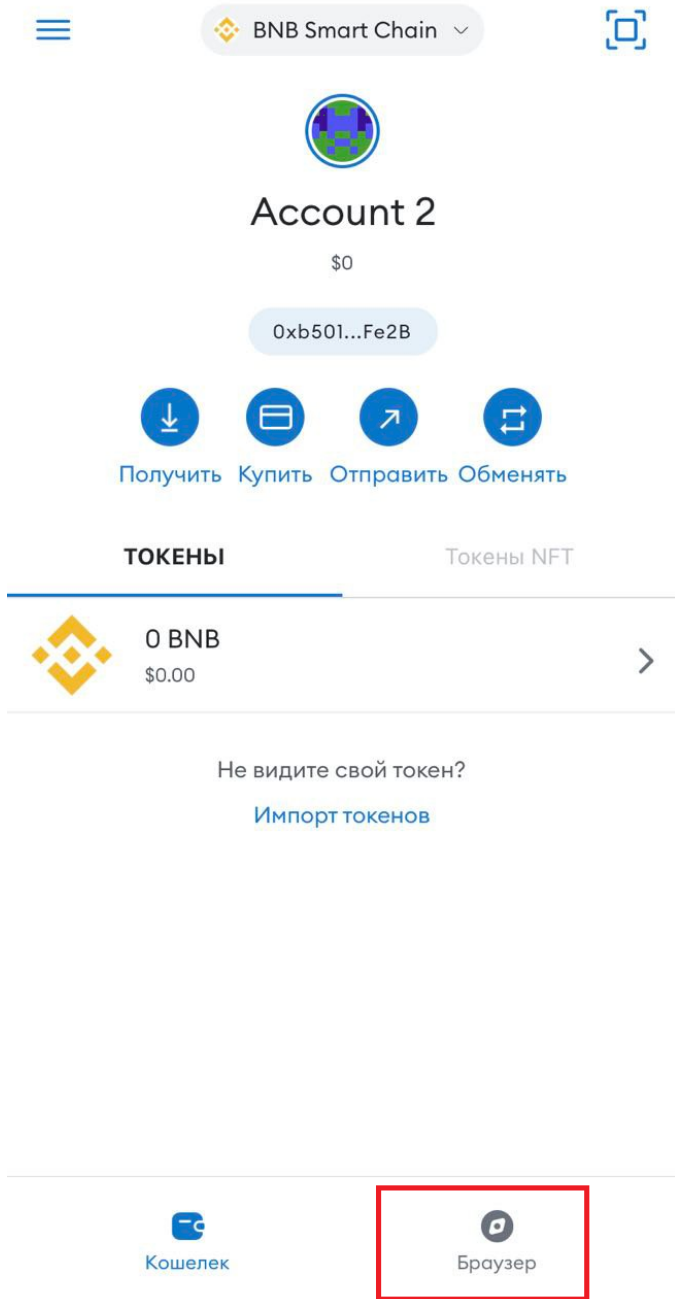 BNB Smart Chain
Account 2
$0
0xb501...Fe2B
Получить Купить Отправить Обменять
ТОКЕНЫ Токены NFT
0 BNB
$0.00
Не видите свой токен?
Импорт токенов
Кошелек Браузер